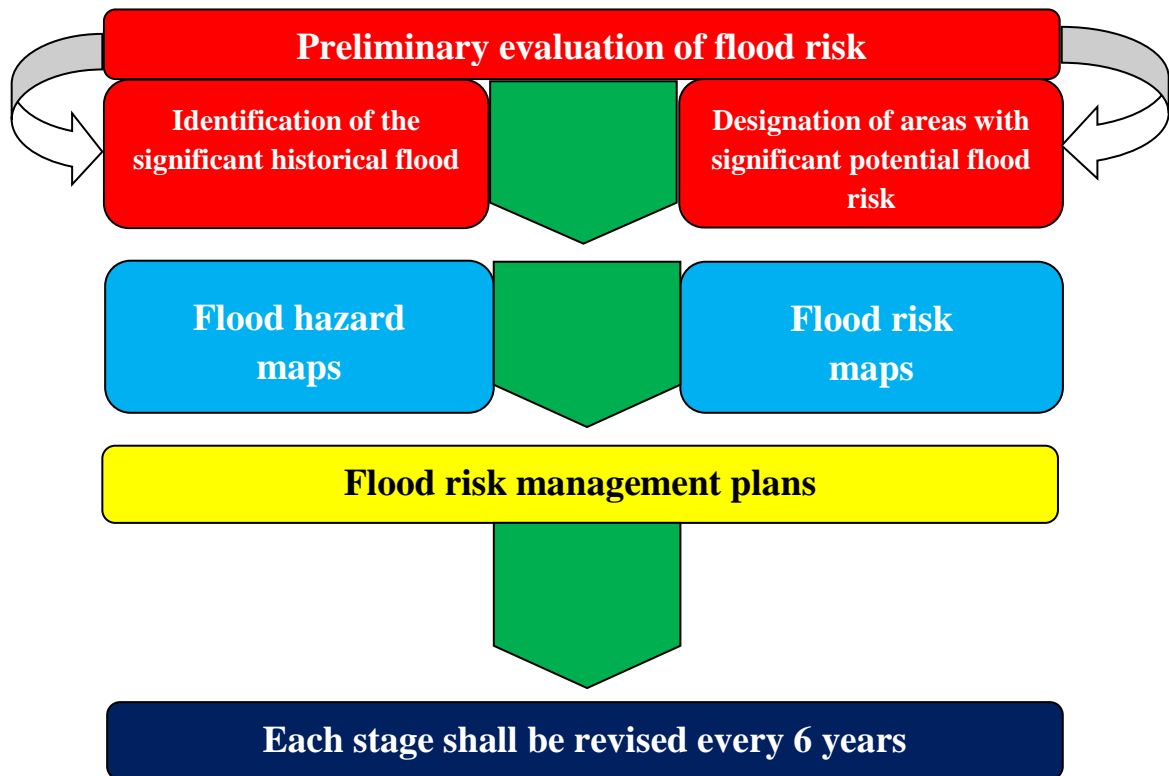 Preliminary evaluation of flood risk
Identification of the
significant historical flood
Designation of areas with
significant potential flood
risk
Flood hazard
maps
Flood risk
maps
Flood risk management plans
Each stage shall be revised every 6 years